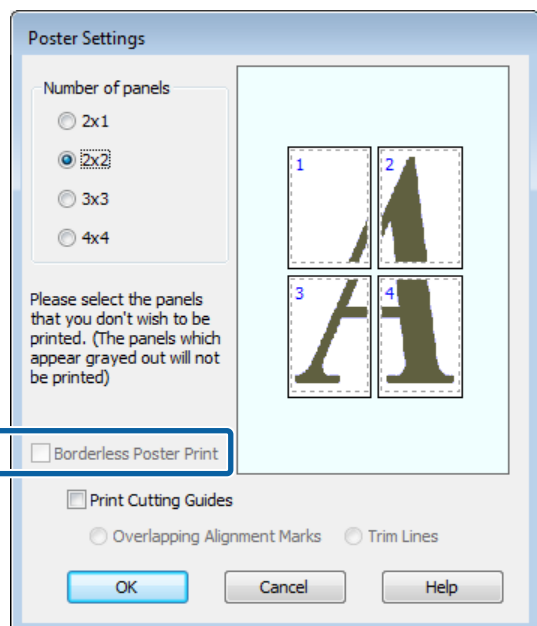 Poster Settings
Number of panels
2x1
2x2
3x3
4x4
1 2
3 4
Please select the panels
that you don't wish to be
printed. (The panels which
appear grayed out will not
be printed)
Borderless Poster Print
Print Cutting Guides
Overlapping Alignment Marks Trim Lines
OK Cancel Help